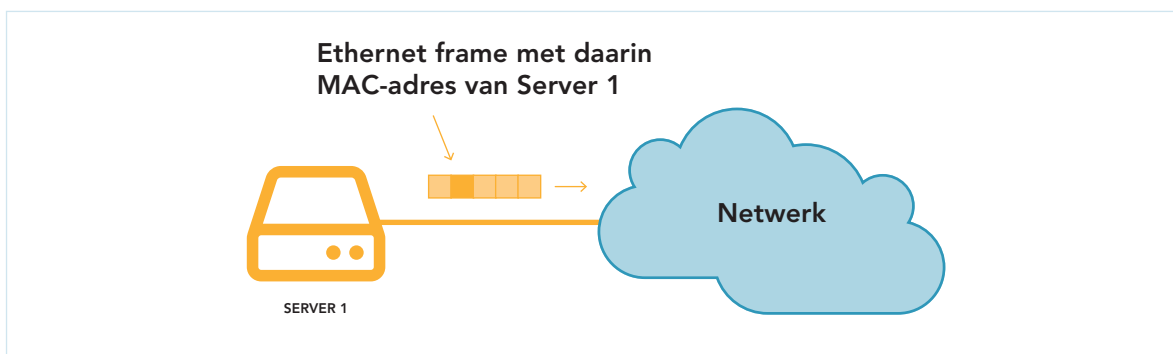 Ethernet frame met daarin
MAC-adres van Server 1
Netwerk
SERVER 1